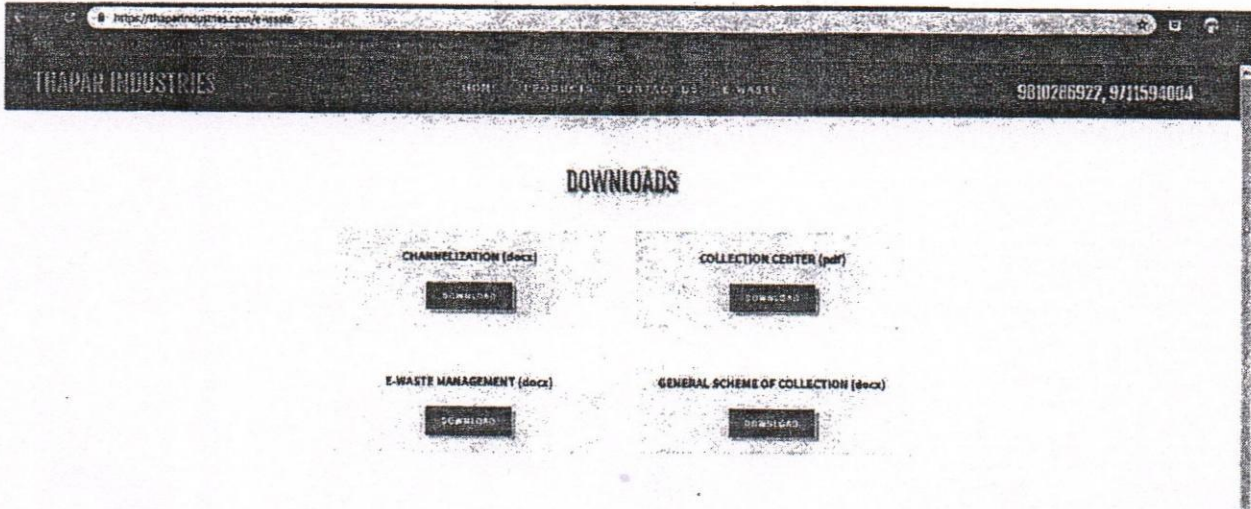 https://thaparindustries.com/e-waste
THAPAR INDUSTRIES
HOME PRODUCTS CONTACT US E-WASTE
9810286927, 9711594004
DOWNLOADS
CHANNELIZATION (docx)
COLLECTION CENTER (pdf)
DOWNLOAD
DOWNLOAD
E-WASTE MANAGEMENT (docx)
GENERAL SCHEME OF COLLECTION (docx)
DOWNLOAD
DOWNLOAD